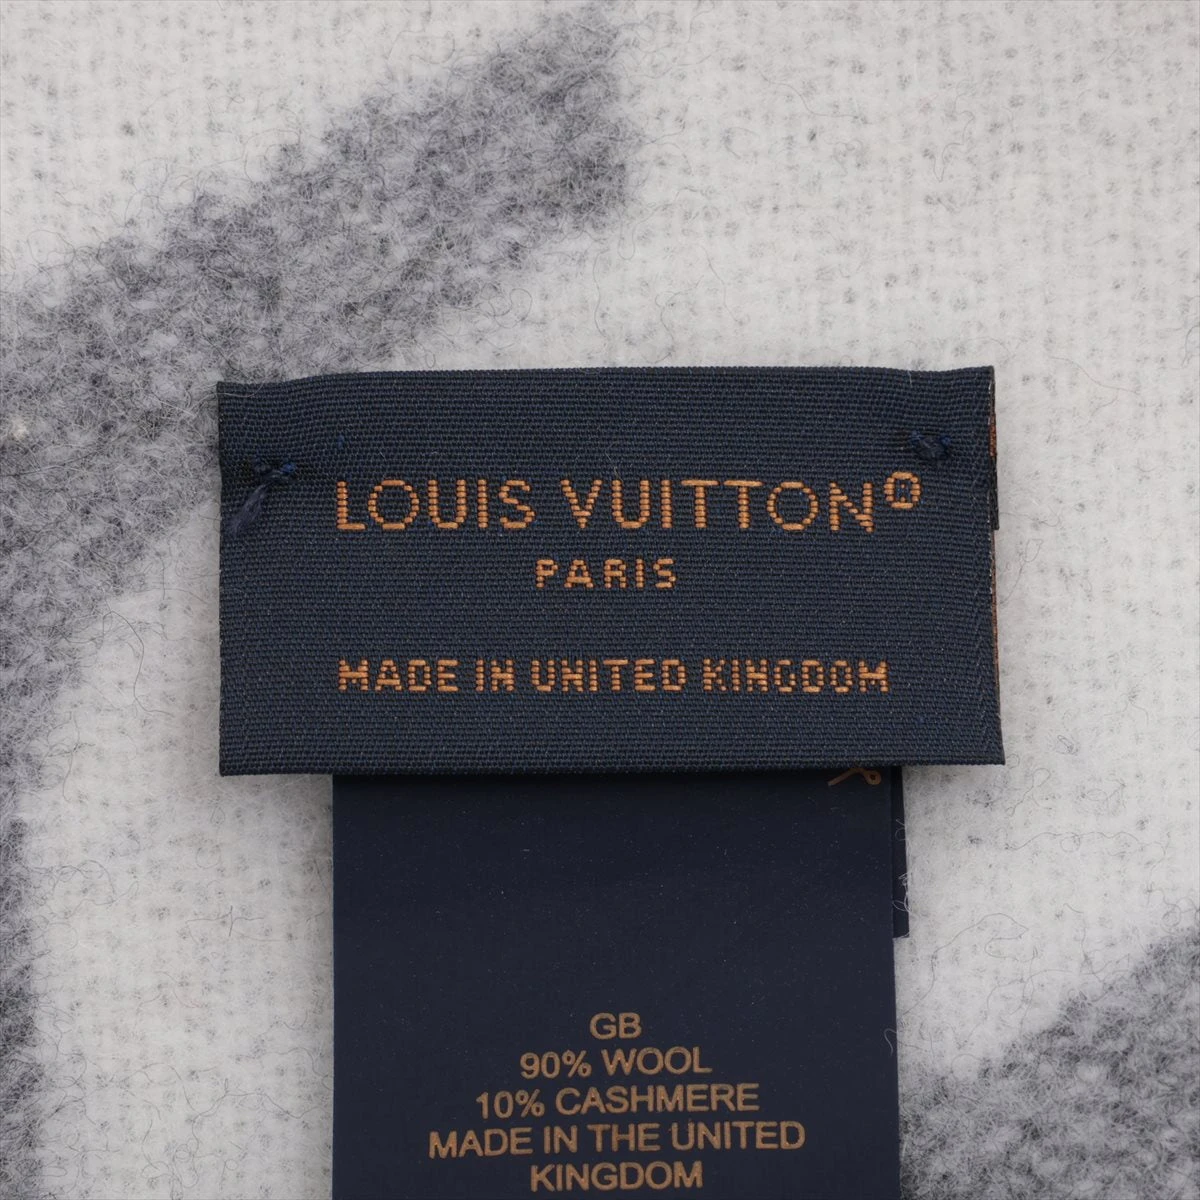 LOUIS VUITTON®
PARIS
MADE IN UNITED KINGDOM
GB
90% WOOL
10% CASHMERE
MADE IN THE UNITED
KINGDOM